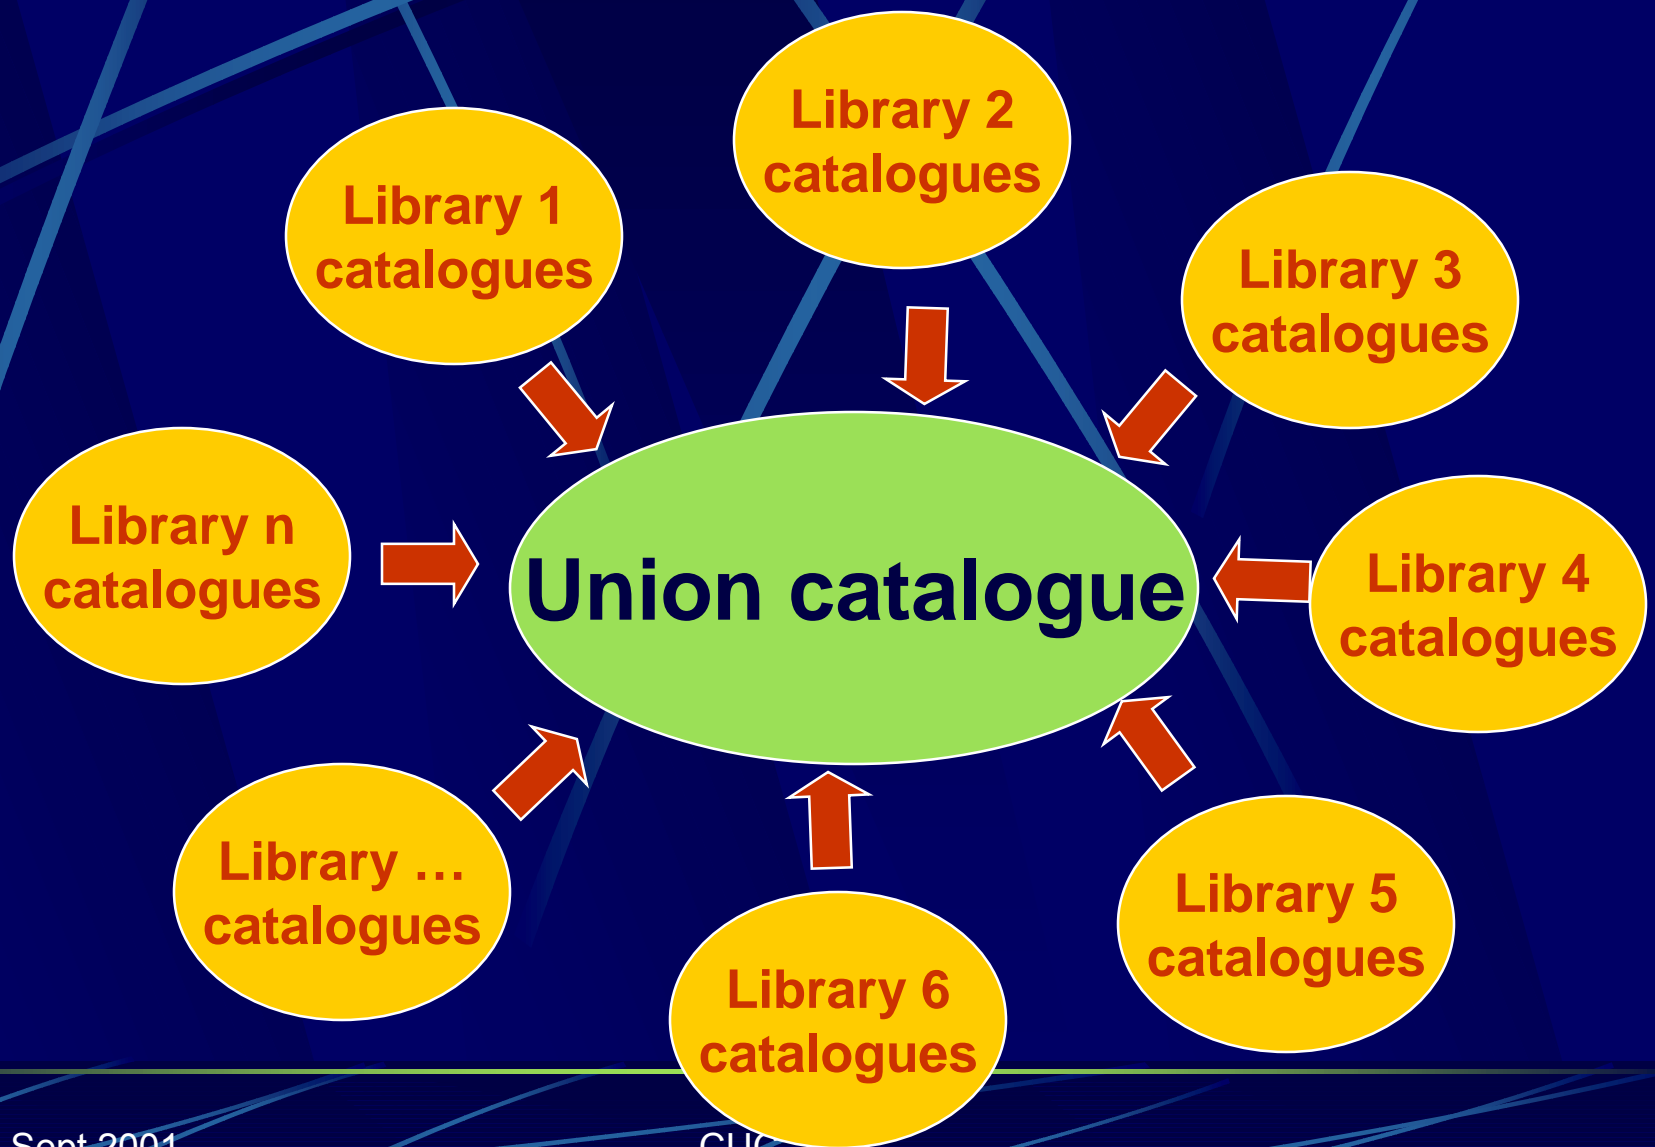 Library 2
catalogues
Library 1
catalogues
Library 3
catalogues
Library n
catalogues
Union catalogue
Library 4
catalogues
Library …
catalogues
Library 5
catalogues
Library 6
catalogues
Sept 2001